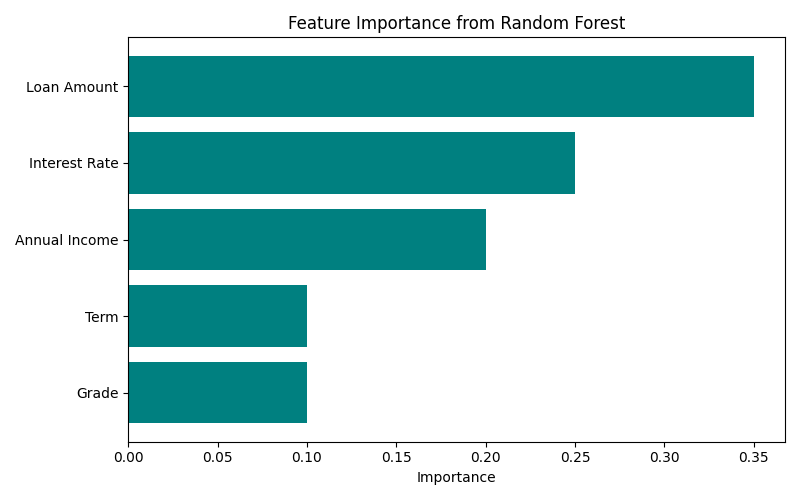 Feature Importance from Random Forest
Loan Amount
Interest Rate
Annual Income
Term
Grade
0.00 0.05 0.10 0.15 0.20 0.25 0.30 0.35
Importance